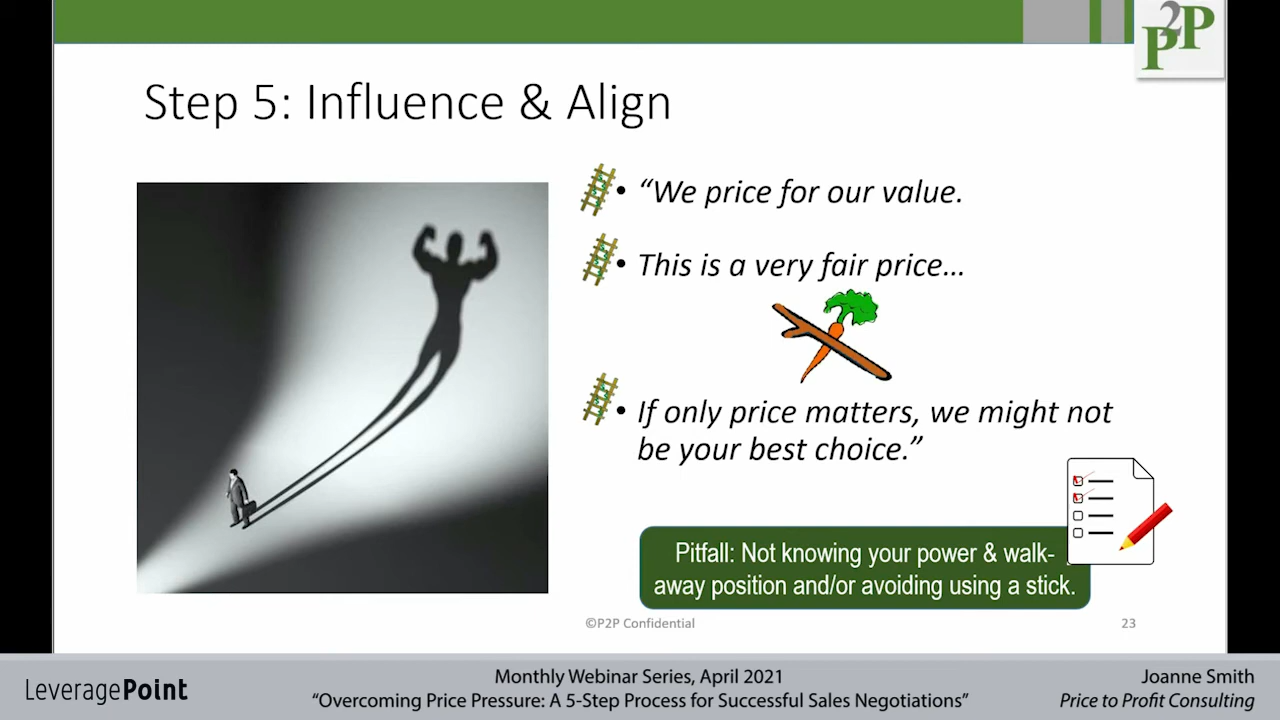 P2P
Step 5: Influence & Align
• “We price for our value.
• This is a very fair price…
• If only price matters, we might not
be your best choice.”
Pitfall: Not knowing your power & walk-
away position and/or avoiding using a stick.
©P2P Confidential
23
LeveragePoint
Monthly Webinar Series, April 2021
“Overcoming Price Pressure: A 5-Step Process for Successful Sales Negotiations”
Joanne Smith
Price to Profit Consulting